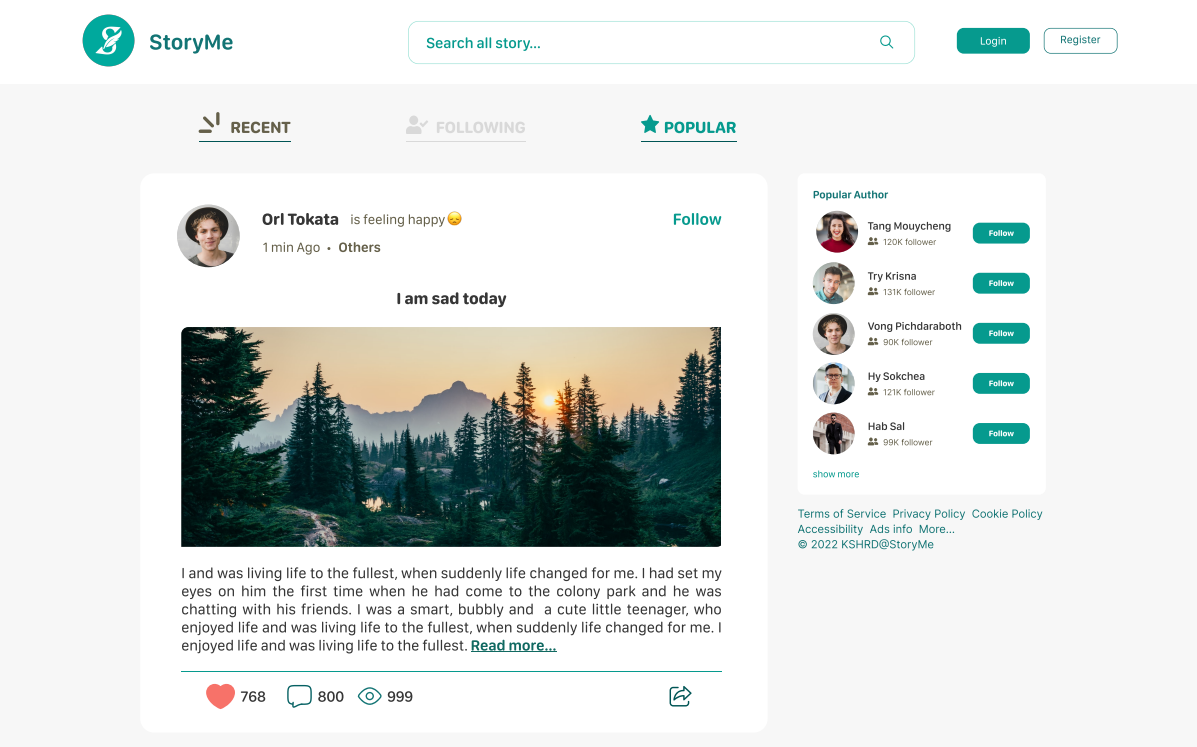 StoryMe
Search all story...
Login
Register
RECENT
FOLLOWING
POPULAR
Orl Tokata is feeling happy😔
Follow
1 min Ago • Others
I am sad today
I and was living life to the fullest, when suddenly life changed for me. I had set my
eyes on him the first time when he had come to the colony park and he was
chatting with his friends. I was a smart, bubbly and a cute little teenager, who
enjoyed life and was living life to the fullest, when suddenly life changed for me. I
enjoyed life and was living life to the fullest. Read more...
768
800
999
Popular Author
Tang Mouycheng
120K follower
Follow
Try Krisna
131K follower
Follow
Vong Pichdaraboth
90K follower
Follow
Hy Sokchea
121K follower
Follow
Hab Sal
99K follower
Follow
show more
Terms of Service Privacy Policy Cookie Policy
Accessibility Ads info More...
© 2022 KSHRD@StoryMe